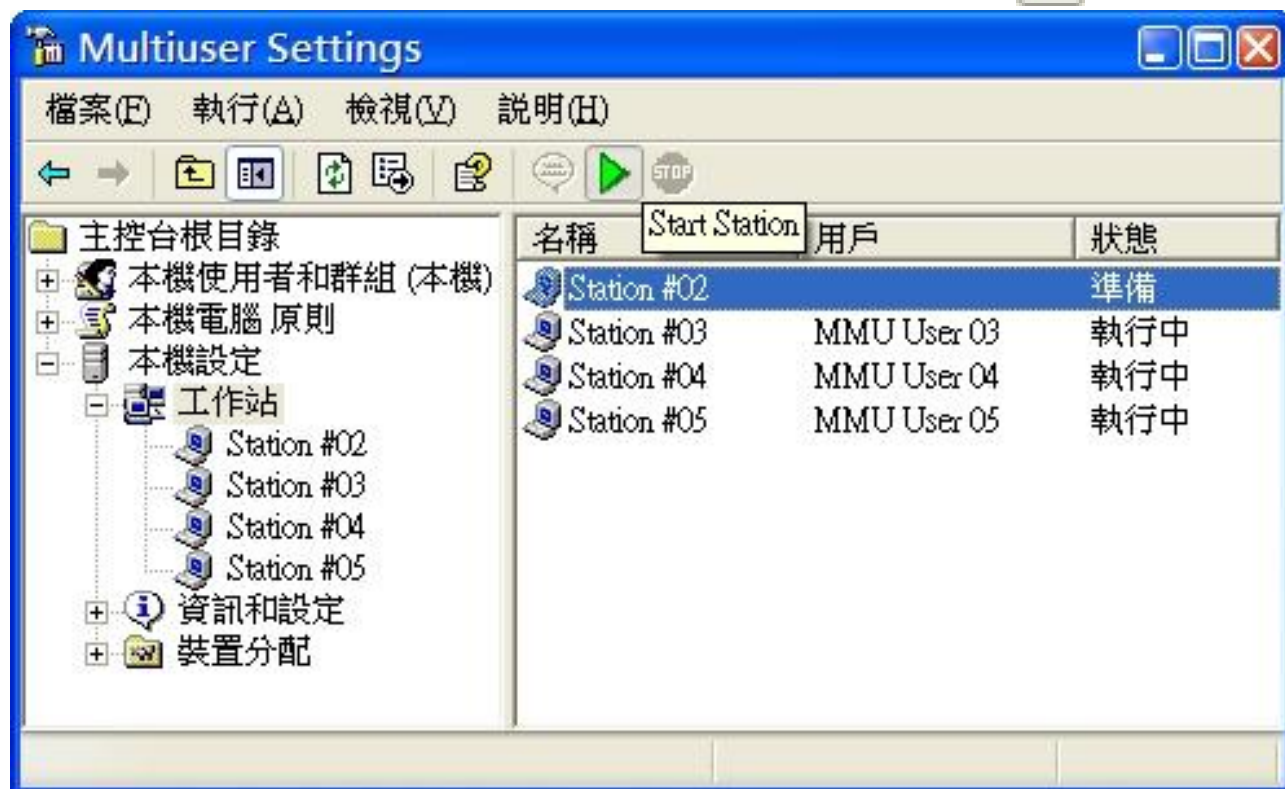 Multiuser Settings
檔案(F) 執行(A) 檢視(V) 説明(H)
STOP
Start Station
主控台根目錄
本機使用者和群組 (本機)
本機電腦 原則
本機設定
工作站
Station #02
Station #03
Station #04
Station #05
資訊和設定
裝置分配
名稱 用戶 狀態
Station #02 準備
Station #03 MMU User 03 執行中
Station #04 MMU User 04 執行中
Station #05 MMU User 05 執行中